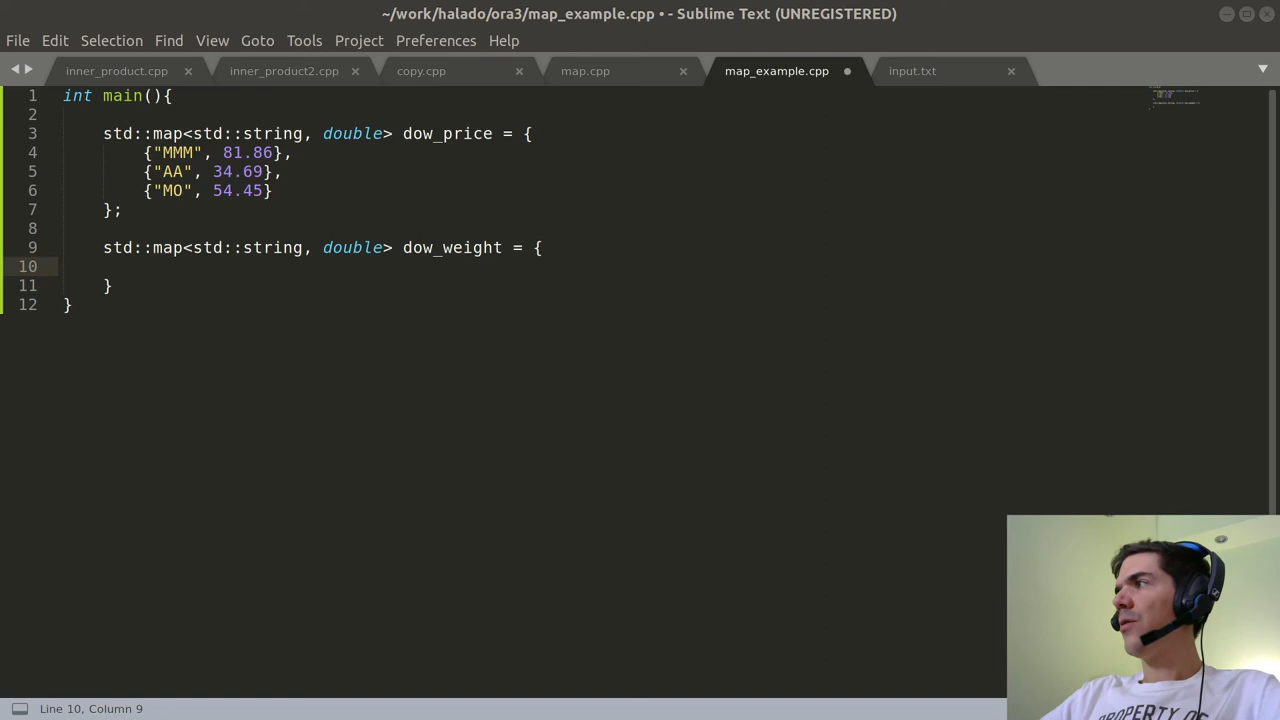 ~/work/halado/ora3/map_example.cpp • - Sublime Text (UNREGISTERED)
File Edit Selection Find View Goto Tools Project Preferences Help
inner_product.cpp inner_product2.cpp copy.cpp map.cpp map_example.cpp input.txt
1 int main(){
2
3 std::map<std::string, double> dow_price = {
4 {"MMM", 81.86},
5 {"AA", 34.69},
6 {"MO", 54.45}
7 };
8
9 std::map<std::string, double> dow_weight = {
10
11 }
12 }
Line 10, Column 9
PROPERTY OF